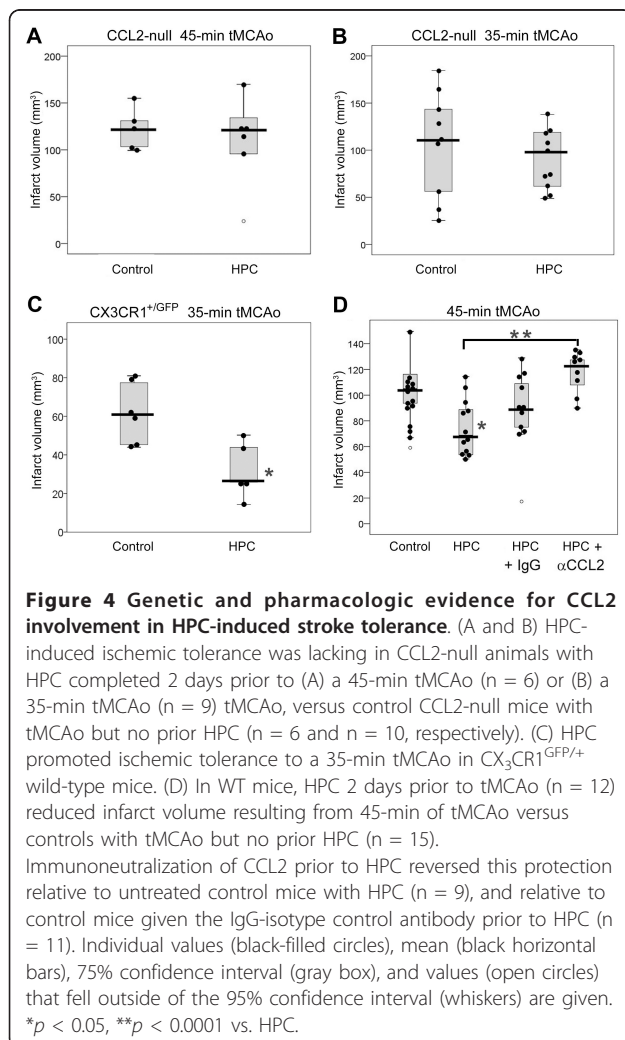 A
CCL2-null 45-min tMCAo
Infarct volume (mm³)
200
150
100
50
0
Control HPC
B
CCL2-null 35-min tMCAo
Infarct volume (mm³)
200
150
100
50
0
Control HPC
C
CX3CR1+/GFP 35-min tMCAo
Infarct volume (mm³)
100
80
60
40
20
0
*
Control HPC
D
45-min tMCAo
Infarct volume (mm³)
140
120
100
80
60
40
20
0
**
*
Control HPC HPC HPC +
+ IgG αCCL2
Figure 4 Genetic and pharmacologic evidence for CCL2
involvement in HPC-induced stroke tolerance. (A and B) HPC-
induced ischemic tolerance was lacking in CCL2-null animals with
HPC completed 2 days prior to (A) a 45-min tMCAo (n = 6) or (B) a
35-min tMCAo (n = 9) tMCAo, versus control CCL2-null mice with
tMCAo but no prior HPC (n = 6 and n = 10, respectively). (C) HPC
promoted ischemic tolerance to a 35-min tMCAo in CX₃CR1GFP/+
wild-type mice. (D) In WT mice, HPC 2 days prior to tMCAo (n = 12)
reduced infarct volume resulting from 45-min of tMCAo versus
controls with tMCAo but no prior HPC (n = 15).
Immunoneutralization of CCL2 prior to HPC reversed this protection
relative to untreated control mice with HPC (n = 9), and relative to
control mice given the IgG-isotype control antibody prior to HPC (n
= 11). Individual values (black-filled circles), mean (black horizontal
bars), 75% confidence interval (gray box), and values (open circles)
that fell outside of the 95% confidence interval (whiskers) are given.
*p < 0.05, **p < 0.0001 vs. HPC.